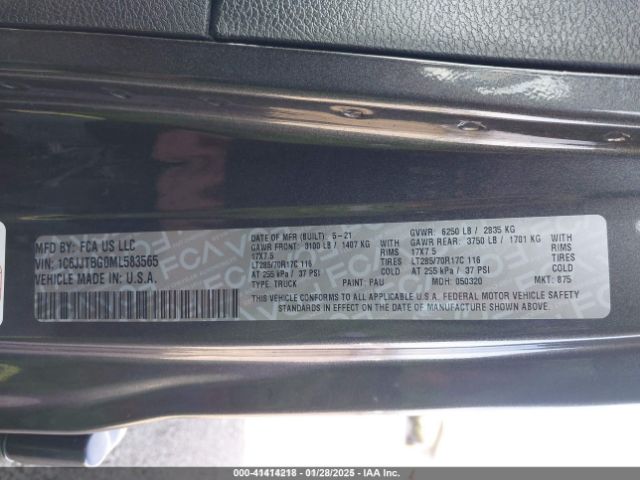 MFD BY: FCA US LLC
VIN: 1C6JJTBG0ML583565
VEHICLE MADE IN: U.S.A.
DATE OF MFR (BUILT): 5-21
GVWR: 6250 LB / 2835 KG
GAWR FRONT: 3100 LB / 1407 KG WITH
GAWR REAR: 3750 LB / 1701 KG WITH
17X7.5 RIMS
17X7.5 RIMS
LT285/70R17C 116 TIRES
LT285/70R17C 116 TIRES
AT 255 kPa / 37 PSI
AT 255 kPa / 37 PSI
TYPE: TRUCK PAINT: PAU MDH: 050320 MKT: 875
THIS VEHICLE CONFORMS TO ALL APPLICABLE U.S.A. FEDERAL MOTOR VEHICLE SAFETY
STANDARDS IN EFFECT ON THE DATE OF MANUFACTURE SHOWN ABOVE.
000-41414218 - 01/28/2025 - IAAI.COM